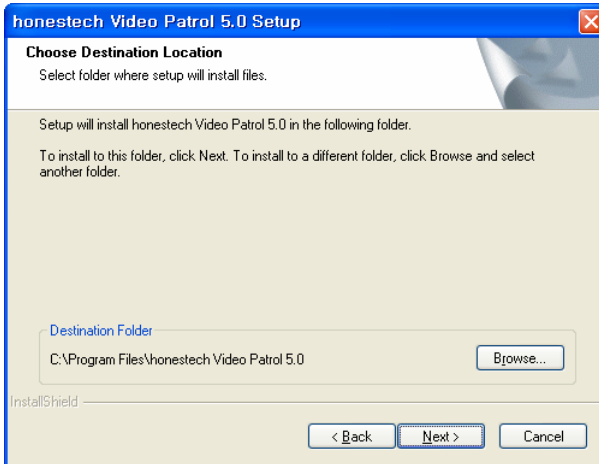 honestech Video Patrol 5.0 Setup
Choose Destination Location
Select folder where setup will install files.
Setup will install honestech Video Patrol 5.0 in the following folder.
To install to this folder, click Next. To install to a different folder, click Browse and select
another folder.
Destination Folder
C:\Program Files\honestech Video Patrol 5.0
Browse...
InstallShield
< Back
Next >
Cancel